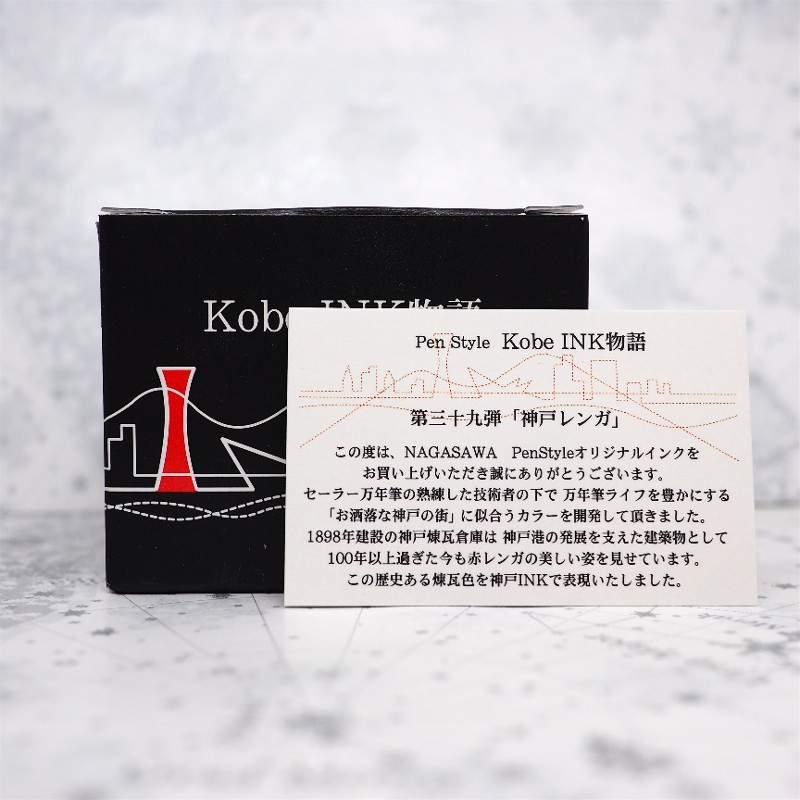 Kobe INK物語
Pen Style Kobe INK物語
第三十九弾「神戸レンガ」
この度は、NAGASAWA PenStyleオリジナルインクを
お買い上げいただき誠にありがとうございます。
セーラー万年筆の熟練した技術者の下で 万年筆ライフを豊かにする
「お洒落な神戸の街」に似合うカラーを開発して頂きました。
1898年建設の神戸煉瓦倉庫は 神戸港の発展を支えた建築物として
100年以上過ぎた今も赤レンガの美しい姿を見せています。
この歴史ある煉瓦色を神戸INKで表現いたしました。